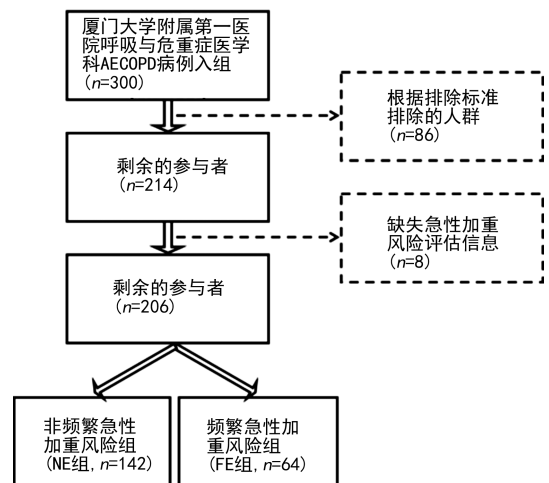 厦门大学附属第一医
院呼吸与危重症医学
科AECOPD病例入组
(n=300)
根据排除标准
排除的人群
(n=86)
剩余的参与者
(n=214)
缺失急性加重
风险评估信息
(n=8)
剩余的参与者
(n=206)
非频繁急性
加重风险组
(NE组, n=142)
频繁急性加
重风险组
(FE组, n=64)